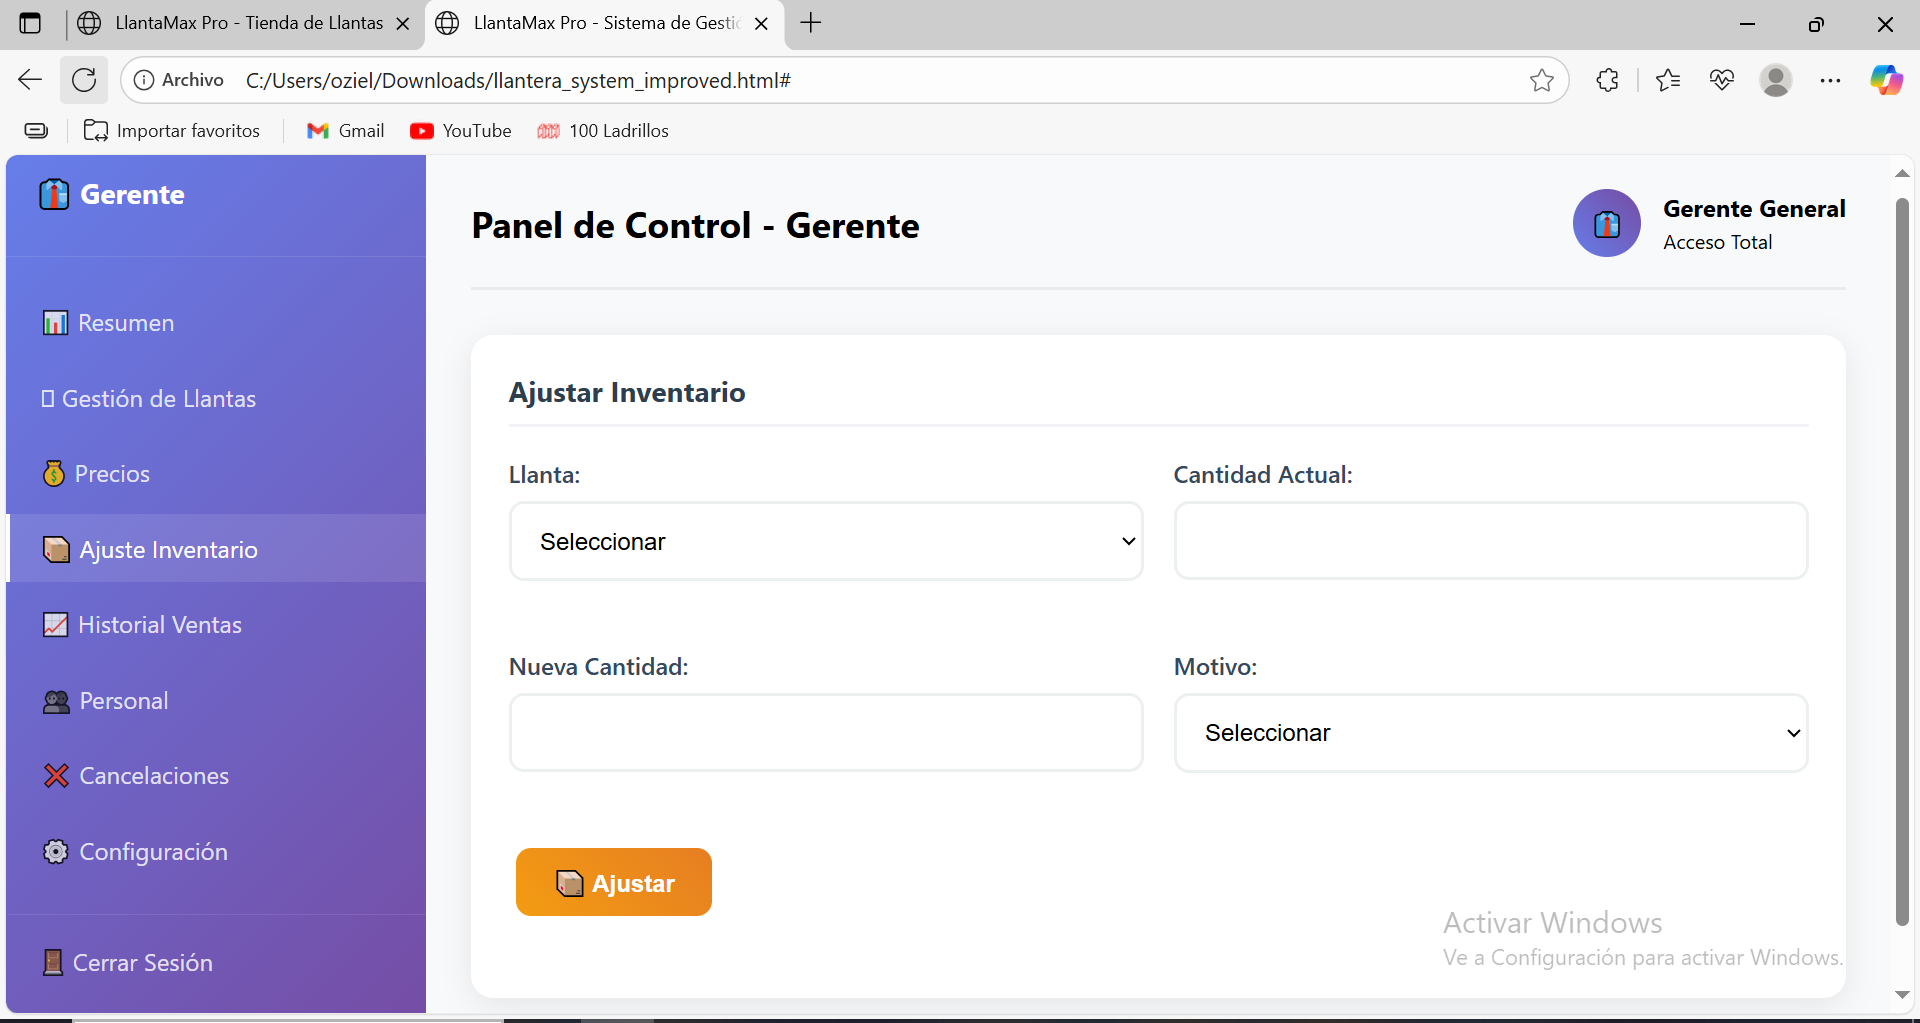 LlantaMax Pro - Tienda de Llantas
LlantaMax Pro - Sistema de Gesti
Archivo
C:/Users/oziel/Downloads/llantera_system_improved.html#
Importar favoritos
Gmail
YouTube
100 Ladrillos
Gerente
Resumen
Gestión de Llantas
Precios
Ajuste Inventario
Historial Ventas
Personal
Cancelaciones
Configuración
Cerrar Sesión
Panel de Control - Gerente
Gerente General
Acceso Total
Ajustar Inventario
Llanta:
Cantidad Actual:
Seleccionar
Nueva Cantidad:
Motivo:
Seleccionar
Ajustar
Activar Windows
Ve a Configuración para activar Windows.